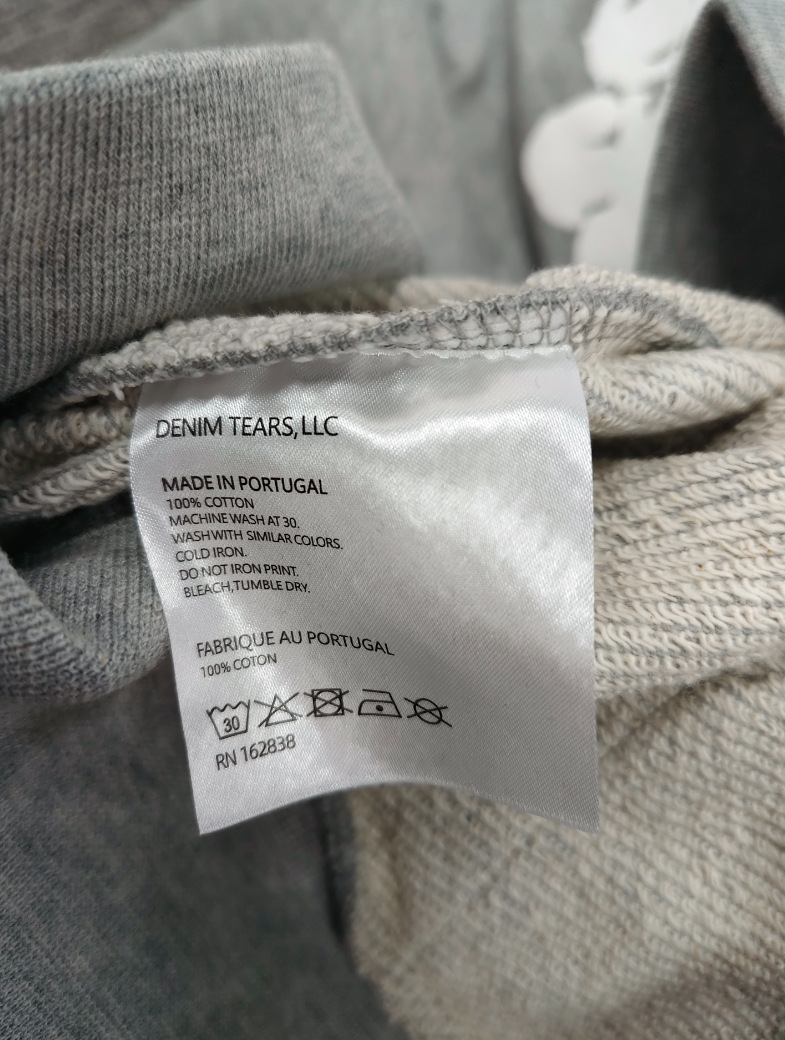 DENIM TEARS,LLC
MADE IN PORTUGAL
100% COTTON
MACHINE WASH AT 30.
WASH WITH SIMILAR COLORS.
COLD IRON.
DO NOT IRON PRINT.
BLEACH,TUMBLE DRY.
FABRIQUE AU PORTUGAL
100% COTON
30
RN 162838